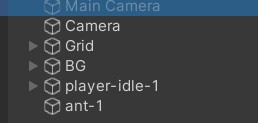 Main Camera
Camera
Grid
BG
player-idle-1
ant-1